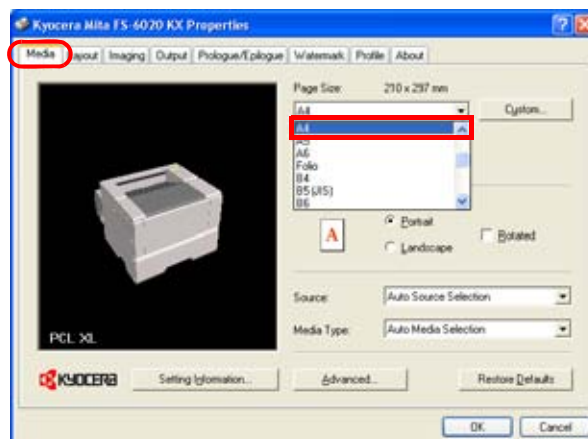 Kyocera Mita FS-6020 KX Properties
Media Layout Imaging Output Prologue/Epilogue Watermark Profile About
Page Size: 210 x 297 mm
A4 Custom...
A4
A5
A6
Folio
B4
B5 (JIS)
B6
A Portrait
Rotated
Landscape
Source: Auto Source Selection
Media Type: Auto Media Selection
PCL XL
KYOCERA Setting Information... Advanced... Restore Defaults
OK Cancel